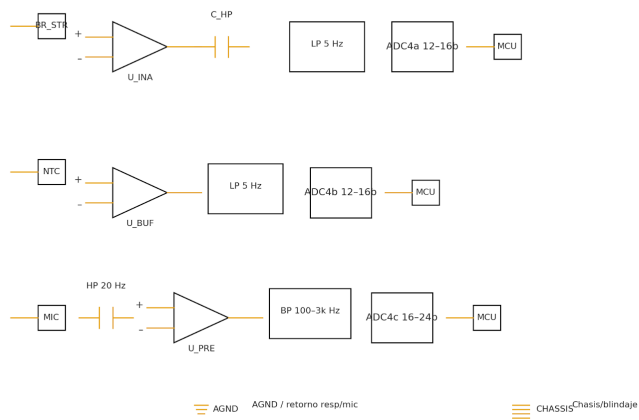 C_HP
BR_STR
+
–
LP 5 Hz
ADC4a 12–16b
MCU
U_INA
NTC
+
–
LP 5 Hz
ADC4b 12–16b
MCU
U_BUF
HP 20 Hz
MIC
+
–
BP 100–3k Hz
ADC4c 16–24b
MCU
U_PRE
AGND
AGND / retorno resp/mic
CHASSIS
Chasis/blindaje